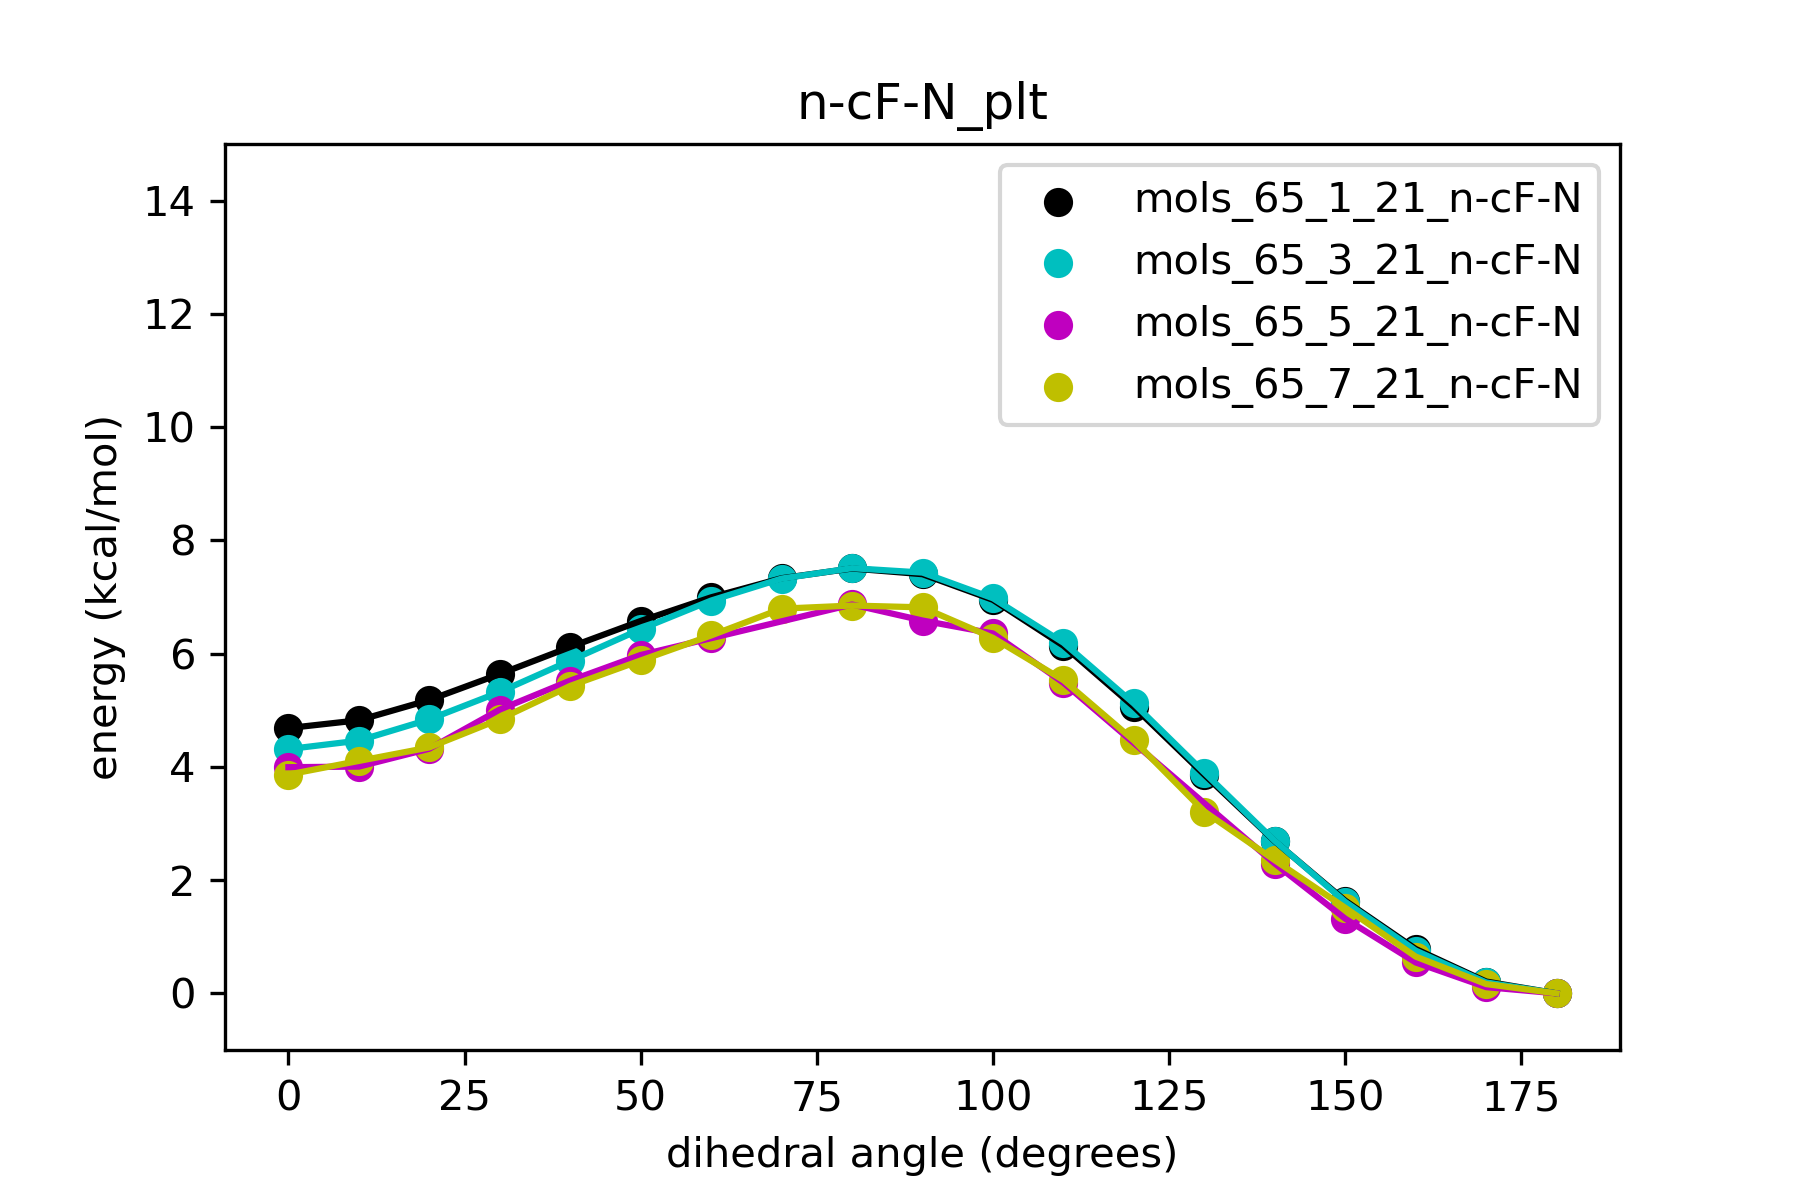 n-cF-N_plt
mols_65_1_21_n-cF-N
mols_65_3_21_n-cF-N
mols_65_5_21_n-cF-N
mols_65_7_21_n-cF-N
energy (kcal/mol)
14
12
10
8
6
4
2
0
0 25 50 75 100 125 150 175
dihedral angle (degrees)